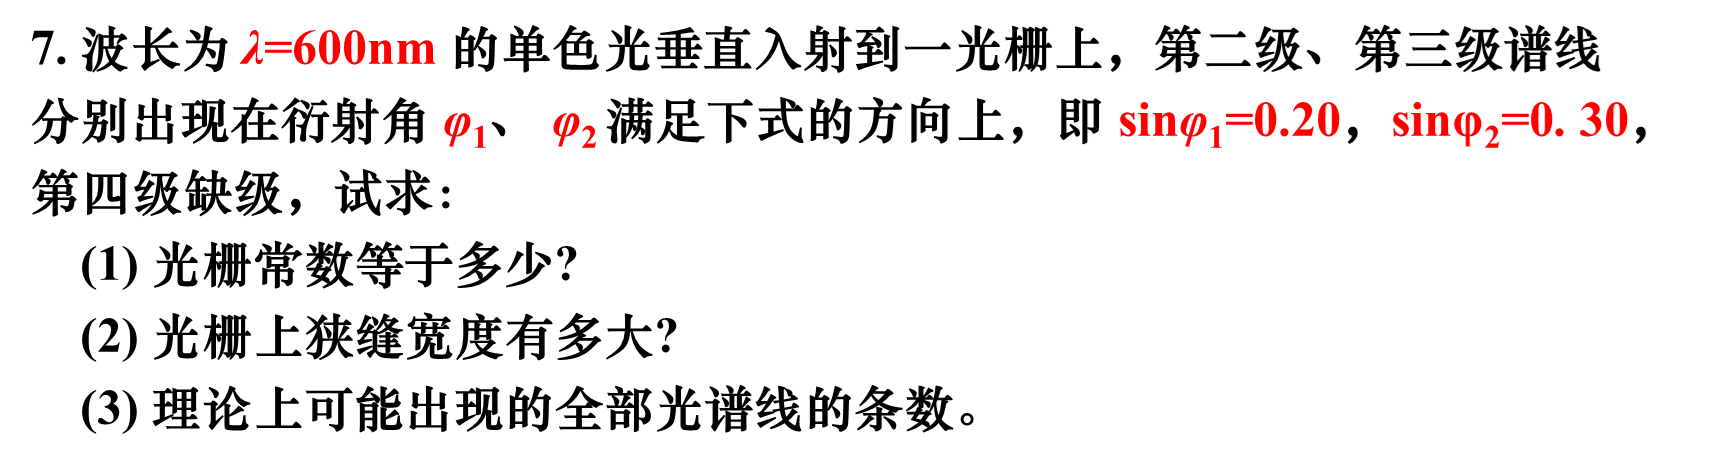 7. 波长为 λ=600nm 的单色光垂直入射到一光栅上，第二级、第三级谱线
分别出现在衍射角 φ₁、 φ₂ 满足下式的方向上，即 sinφ₁=0.20，sinφ₂=0. 30，
第四级缺级，试求：
(1) 光栅常数等于多少？
(2) 光栅上狭缝宽度有多大？
(3) 理论上可能出现的全部光谱线的条数。